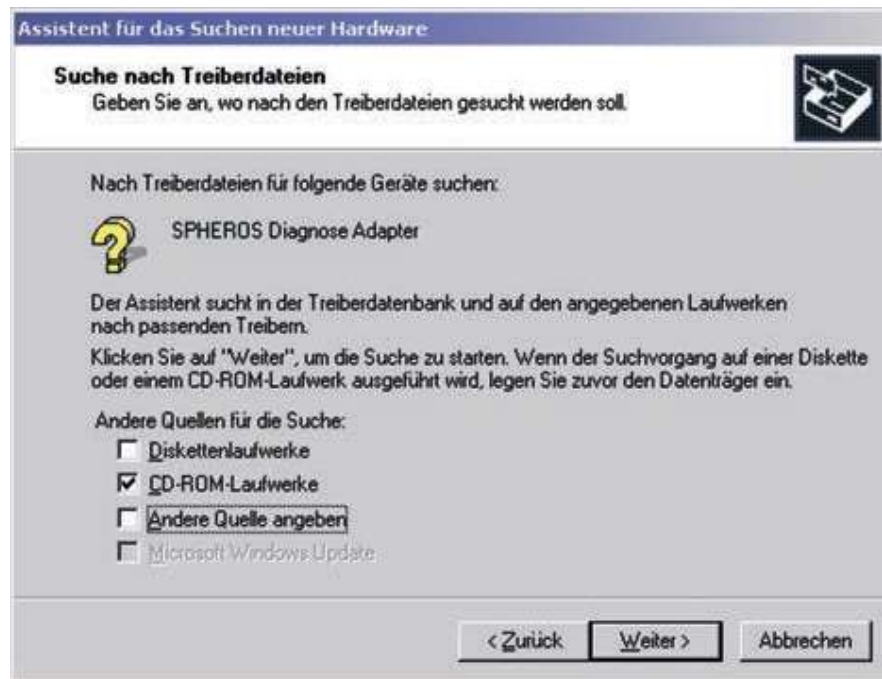 Assistent für das Suchen neuer Hardware
Suche nach Treiberdateien
Geben Sie an, wo nach den Treiberdateien gesucht werden soll.
Nach Treiberdateien für folgende Geräte suchen:
SPHEROS Diagnose Adapter
Der Assistent sucht in der Treiberdatenbank und auf den angegebenen Laufwerken
nach passenden Treibern.
Klicken Sie auf "Weiter", um die Suche zu starten. Wenn der Suchvorgang auf einer Diskette
oder einem CD-ROM-Laufwerk ausgeführt wird, legen Sie zuvor den Datenträger ein.
Andere Quellen für die Suche:
Diskettenlaufwerke
CD-ROM-Laufwerke
Andere Quelle angeben
Microsoft Windows Update
< Zurück Weiter > Abbrechen